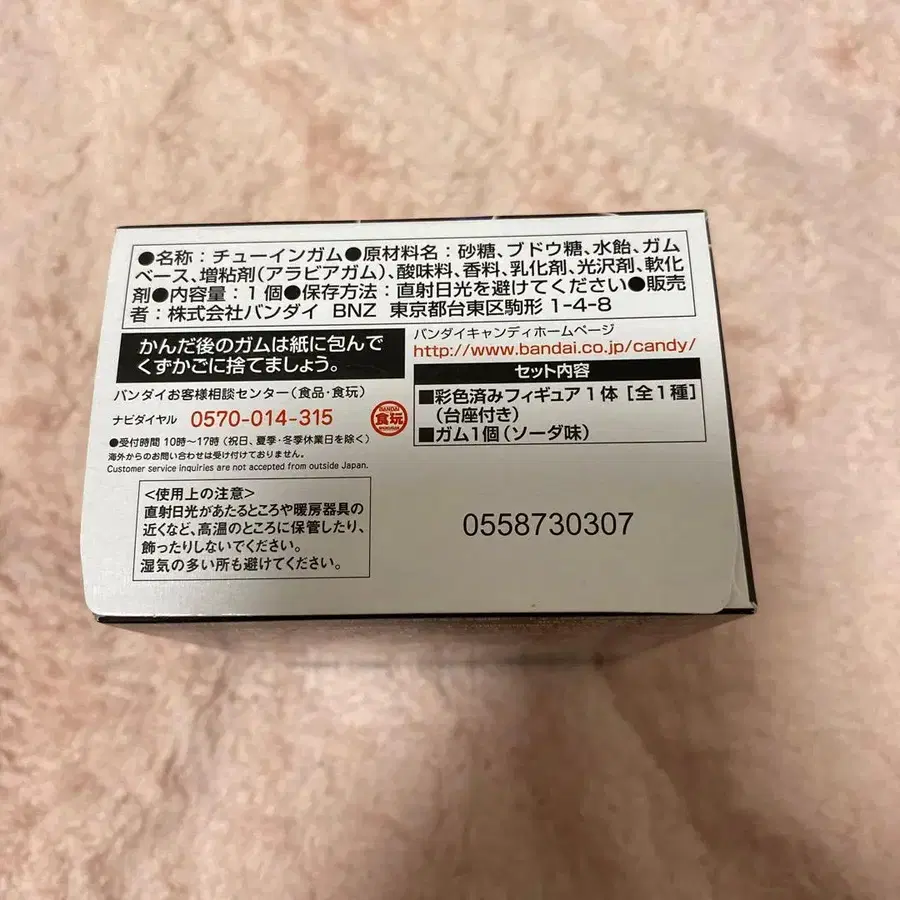 ●名称：チューインガム●原材料名：砂糖、ブドウ糖、水飴、ガム
ベース、増粘剤(アラビアガム)、酸味料、香料、乳化剤、光沢剤、軟化
剤●内容量：1個●保存方法：直射日光を避けてください●販売
者：株式会社バンダイ BNZ 東京都台東区駒形 1-4-8
かんだ後のガムは紙に包んで
くずかごに捨てましょう。
バンダイお客様相談センター(食品・食玩)
ナビダイヤル 0570-014-315
BANDAI
食玩
●受付時間 10時～17時 (祝日、夏季・冬季休業日を除く)
海外からのお問い合わせは受け付けておりません。
Customer service inquiries are not accepted from outside Japan.
バンダイキャンディホームページ
http://www.bandai.co.jp/candy/
セット内容
■彩色済みフィギュア1体［全1種］
(台座付き)
■ガム1個(ソーダ味)
<使用上の注意>
直射日光があたるところや暖房器具の
近くなど、高温のところに保管したり、
飾ったりしないでください。
湿気の多い所も避けてください。
0558730307